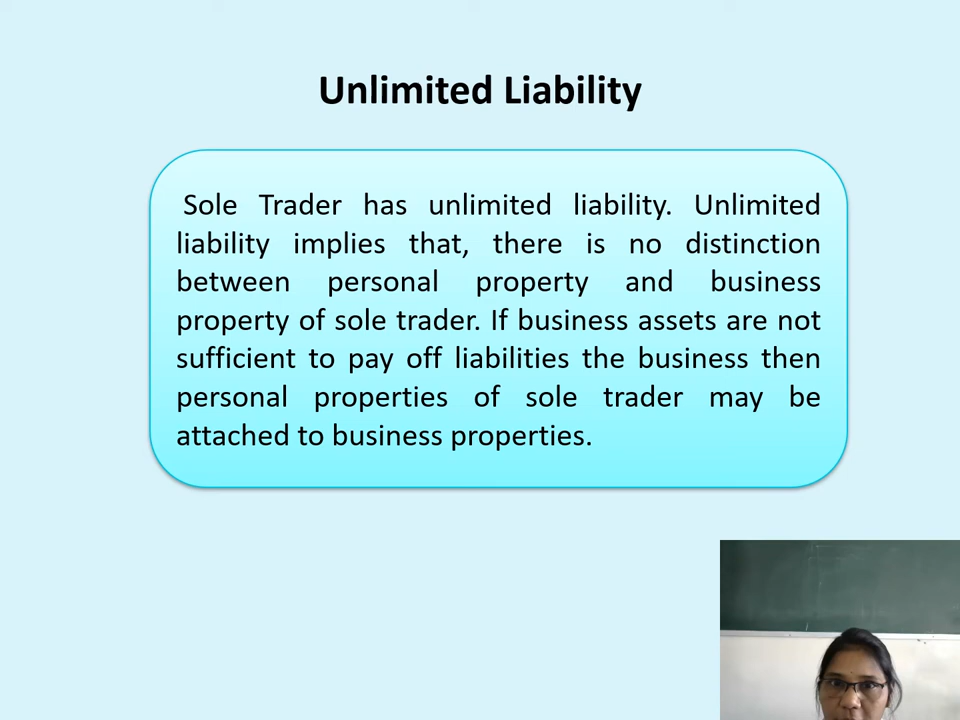 Unlimited Liability
Sole Trader has unlimited liability. Unlimited
liability implies that, there is no distinction
between personal property and business
property of sole trader. If business assets are not
sufficient to pay off liabilities the business then
personal properties of sole trader may be
attached to business properties.